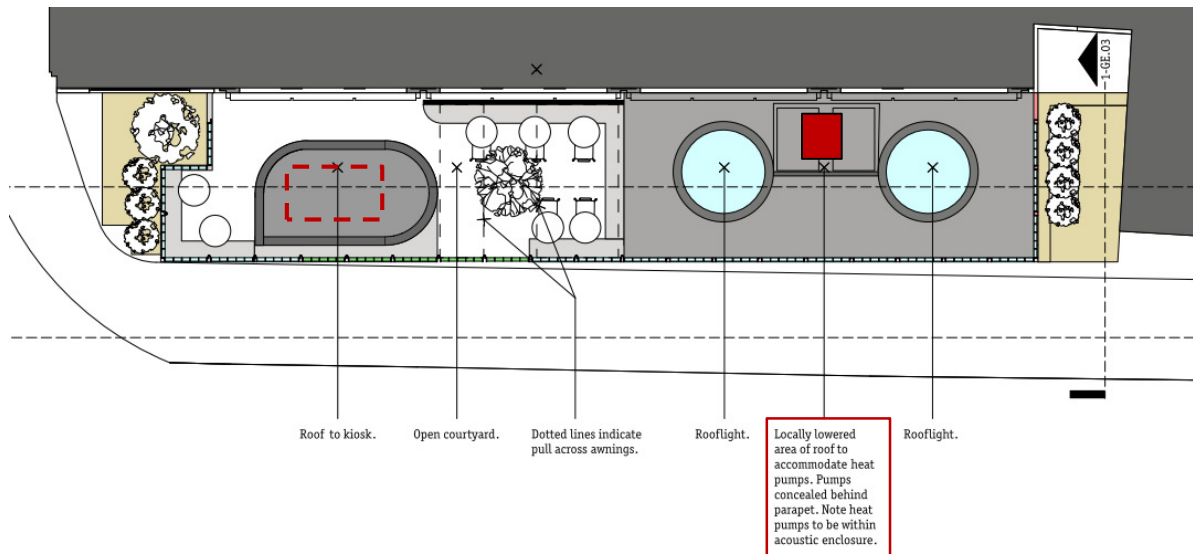 1-GE.03
Roof to kiosk.
Open courtyard.
Dotted lines indicate
pull across awnings.
Rooflight.
Locally lowered
area of roof to
accommodate heat
pumps. Pumps
concealed behind
parapet. Note heat
pumps to be within
acoustic enclosure.
Rooflight.